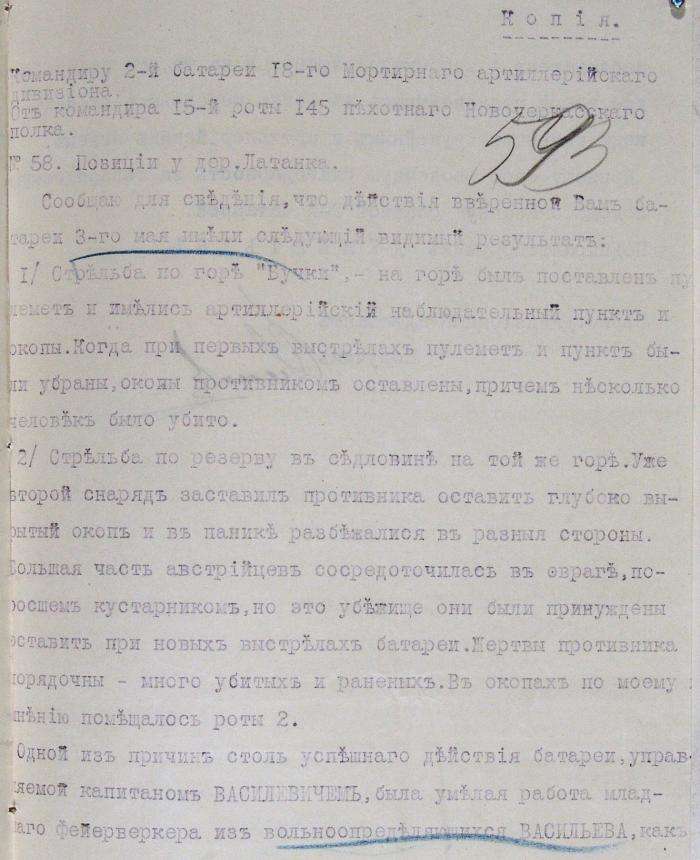 Копія.
Командиру 2-й батареи 18-го Мортирнаго артиллерійскаго
дивизіона.
Отъ командира 15-й роты 145 пѣхотнаго Новочеркасскаго
полка.
593
№ 58. Позиціи у дер.Латанка.
Сообщаю для свѣдѣнія,что дѣйствія ввѣренной Вамъ ба-
тареи 3-го мая имѣли слѣдующій видимый результатъ:
1/ Стрѣльба по горѣ "Бучки",- на горѣ былъ поставленъ пу
леметъ и имѣлись артиллерійскій наблюдательный пунктъ и
окопы.Когда при первыхъ выстрѣлахъ пулеметъ и пунктъ бы-
ли убраны,окопы противникомъ оставлены,причемъ нѣсколько
человѣкъ было убито.
2/ Стрѣльба по резерву въ сѣдловинѣ на той же горѣ.Уже
второй снарядъ заставилъ противника оставить глубоко вы-
рытый окопъ и въ паникѣ разбѣжалися въ разныя стороны.
Большая часть австрійцевъ сосредоточилась въ овраге,по-
росшемъ кустарникомъ,но это убѣжище они были принуждены
оставить при новыхъ выстрѣлахъ батареи.Жертвы противника
порядочны - много убитыхъ и раненыхъ.Въ окопахъ по моему
мнѣнію помѣщалось роты 2.
Одной изъ причинъ столь успѣшнаго дѣйствія батареи,управ-
ляемой капитаномъ ВАСИЛЕВИЧЕМЪ,была умѣлая работа млад-
шаго фейерверкера изъ вольноопредѣляющихся ВАСИЛЬЕВА,какъ